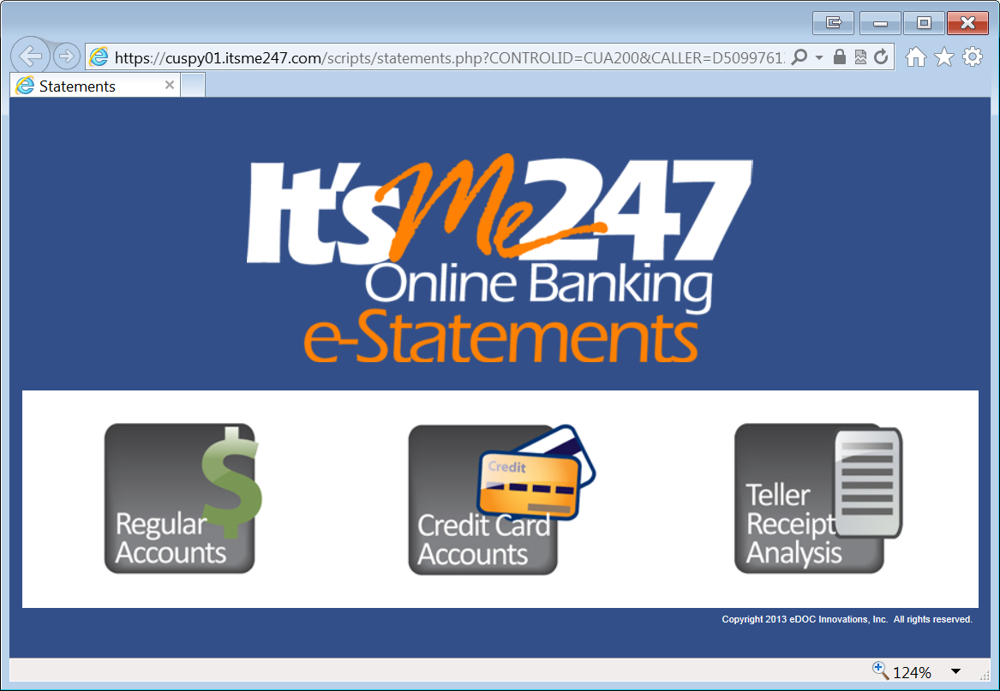 https://cuspy01.itsme247.com/scripts/statements.php?CONTROLID=CUA200&CALLER=D5099761
Statements
It's Me 247
Online Banking
e-Statements
Regular
Accounts
Credit
Credit Card
Accounts
Teller
Receipt
Analysis
Copyright 2013 eDOC Innovations, Inc. All rights reserved.
124%